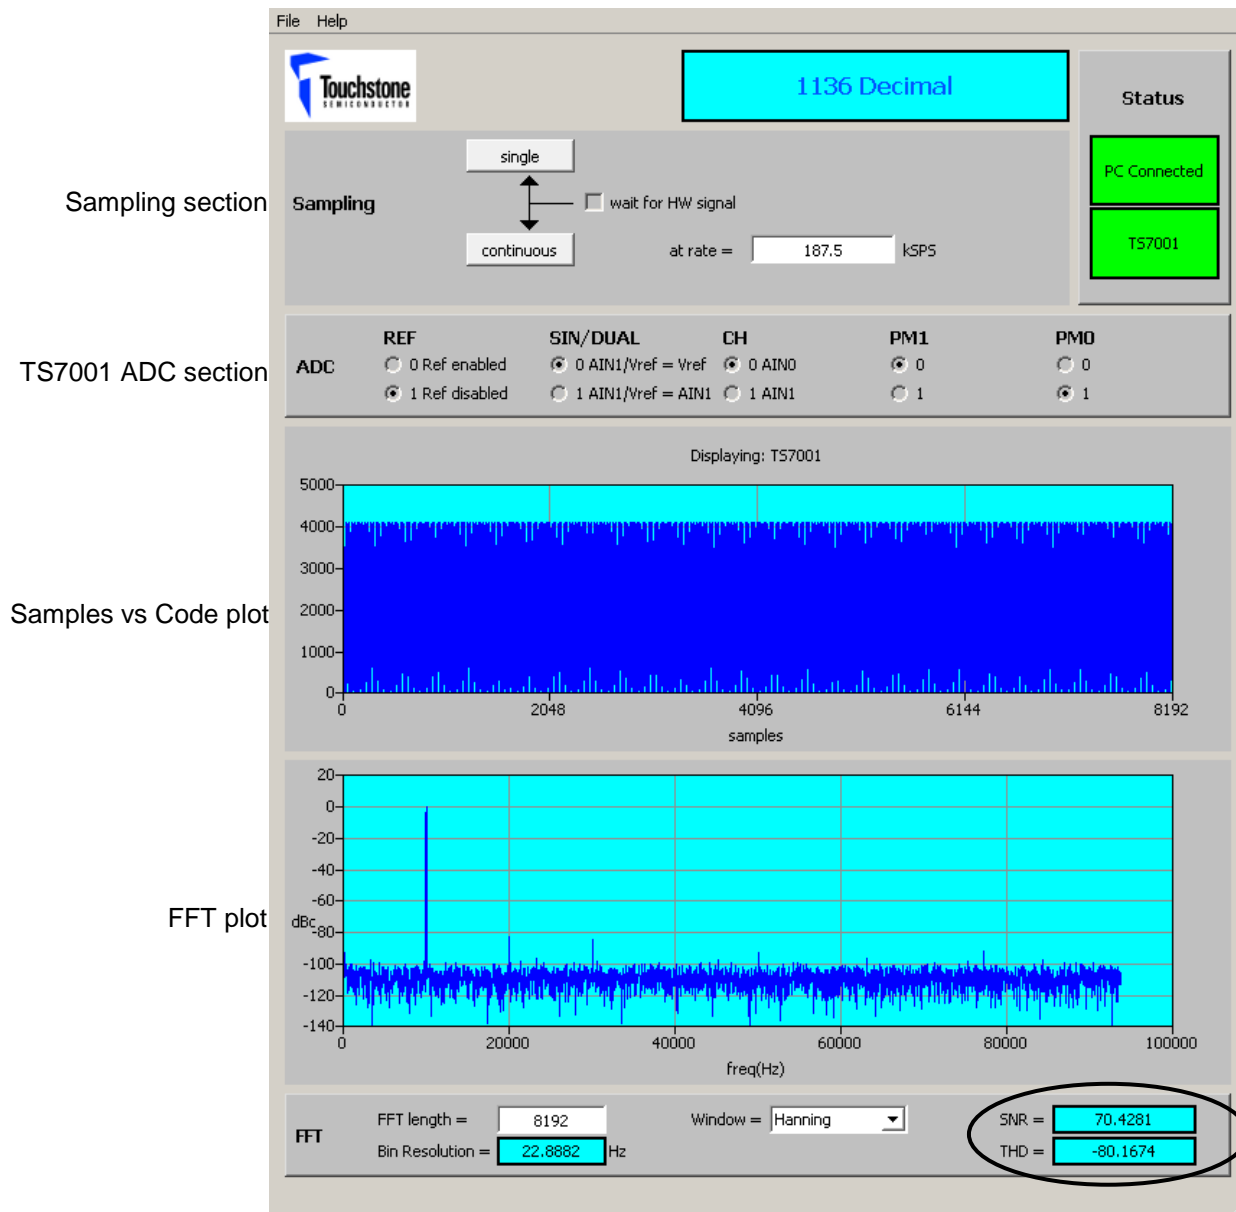 File Help
Touchstone
SEMICONDUCTOR
1136 Decimal
Status
PC Connected
TS7001
Sampling section
Sampling
single
wait for HW signal
continuous
at rate = 187.5 kSPS
TS7001 ADC section
ADC
REF SIN/DUAL CH PM1 PM0
0 Ref enabled 0 AIN1/Vref = Vref 0 AIN0 0 0
1 Ref disabled 1 AIN1/Vref = AIN1 1 AIN1 1 1
Displaying: TS7001
Samples vs Code plot
5000
4000
3000
2000
1000
0
0 2048 4096 6144 8192
samples
FFT plot
20
0
-20
-40
-60
dBc
-80
-100
-120
-140
0 20000 40000 60000 80000 100000
freq(Hz)
FFT
FFT length = 8192 Window = Hanning SNR = 70.4281
Bin Resolution = 22.8882 Hz THD = -80.1674